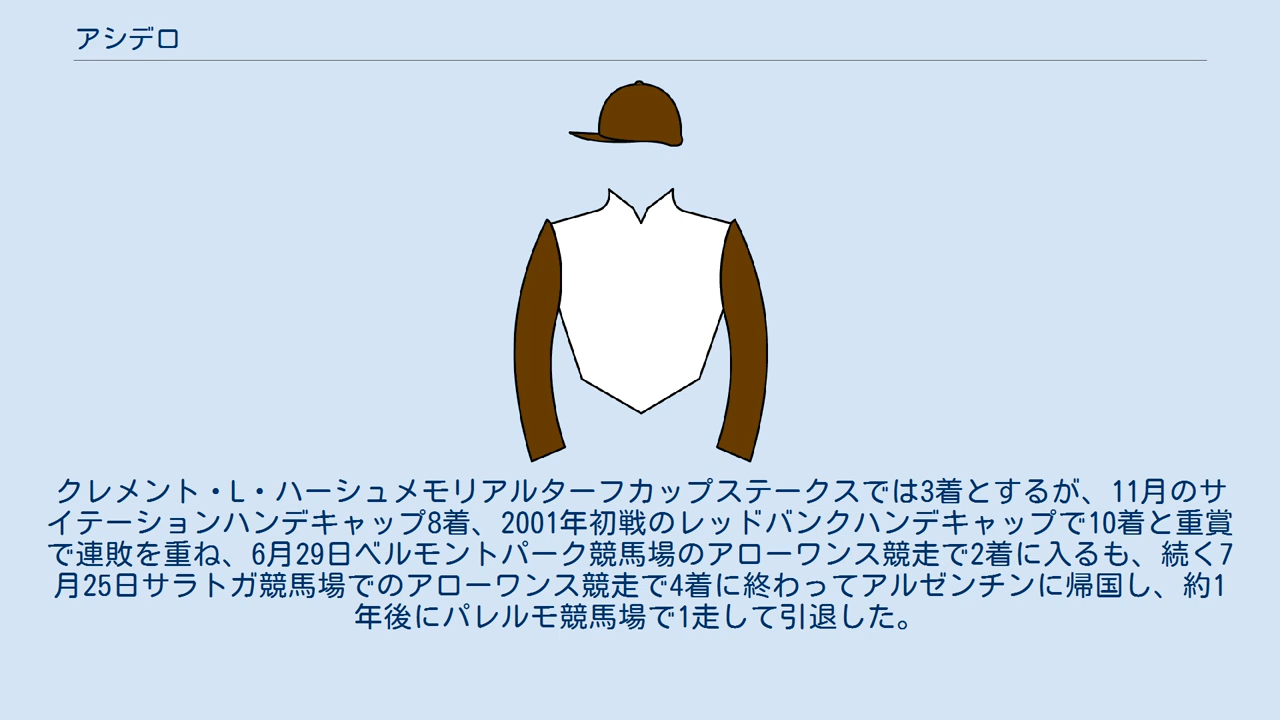 アシデロ
クレメント・L・ハーシュメモリアルターフカップステークスでは3着とするが、11月のサ
イテーションハンデキャップ8着、2001年初戦のレッドバンクハンデキャップで10着と重賞
で連敗を重ね、6月29日ベルモントパーク競馬場のアローワンス競走で2着に入るも、続く7
月25日サラトガ競馬場でのアローワンス競走で4着に終わってアルゼンチンに帰国し、約1
年後にパレルモ競馬場で1走して引退した。